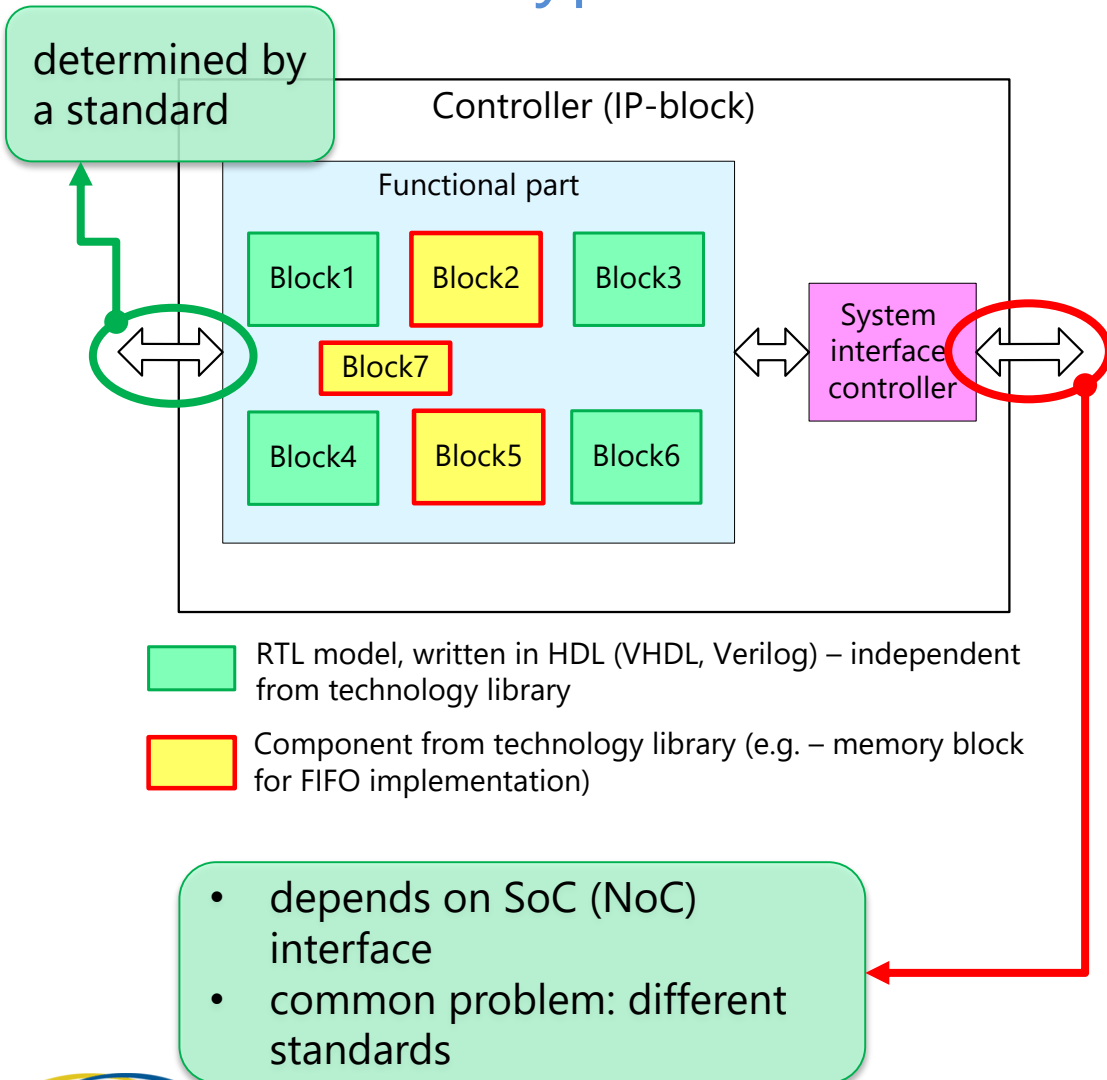 determined by
a standard
Controller (IP-block)
Functional part
Block1
Block2
Block3
Block7
Block4
Block5
Block6
System
interface
controller
RTL model, written in HDL (VHDL, Verilog) – independent
from technology library
Component from technology library (e.g. – memory block
for FIFO implementation)
• depends on SoC (NoC)
interface
• common problem: different
standards